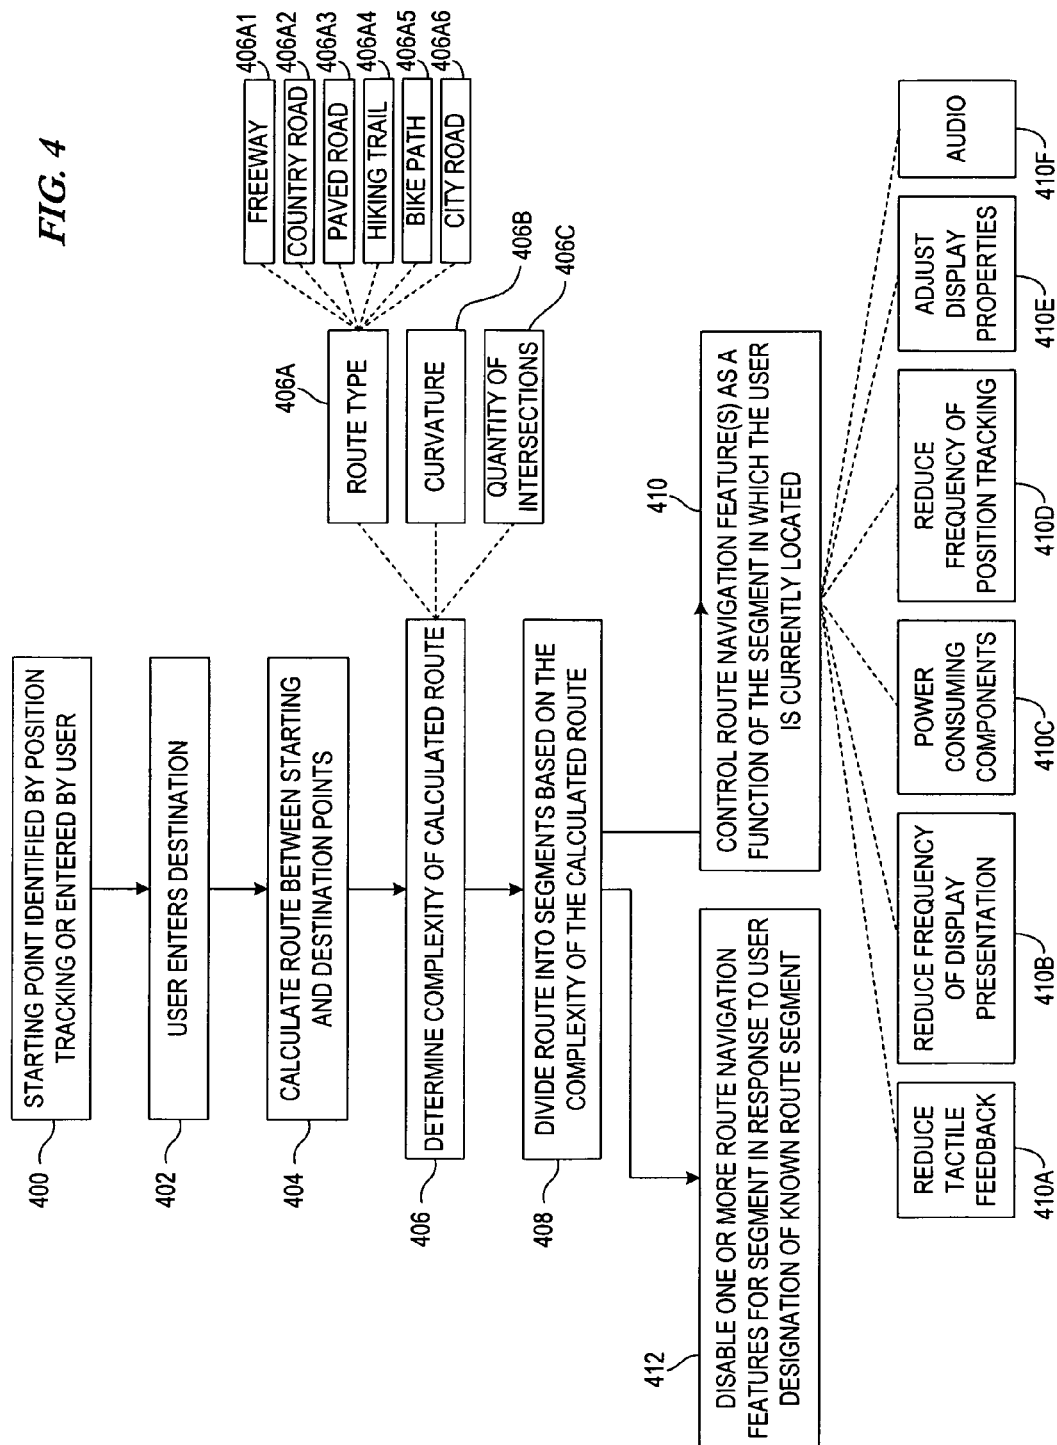 FIG. 4
STARTING POINT IDENTIFIED BY POSITION
TRACKING OR ENTERED BY USER
400
USER ENTERS DESTINATION
402
CALCULATE ROUTE BETWEEN STARTING
AND DESTINATION POINTS
404
DETERMINE COMPLEXITY OF CALCULATED ROUTE
406
ROUTE TYPE
406A
FREEWAY
406A1
COUNTRY ROAD
406A2
PAVED ROAD
406A3
HIKING TRAIL
406A4
BIKE PATH
406A5
CITY ROAD
406A6
CURVATURE
406B
QUANTITY OF
INTERSECTIONS
406C
DIVIDE ROUTE INTO SEGMENTS BASED ON THE
COMPLEXITY OF THE CALCULATED ROUTE
408
DISABLE ONE OR MORE ROUTE NAVIGATION
FEATURES FOR SEGMENT IN RESPONSE TO USER
DESIGNATION OF KNOWN ROUTE SEGMENT
412
CONTROL ROUTE NAVIGATION FEATURE(S) AS A
FUNCTION OF THE SEGMENT IN WHICH THE USER
IS CURRENTLY LOCATED
410
REDUCE
TACTILE
FEEDBACK
410A
REDUCE FREQUENCY
OF DISPLAY
PRESENTATION
410B
POWER
CONSUMING
COMPONENTS
410C
REDUCE
FREQUENCY OF
POSITION TRACKING
410D
ADJUST
DISPLAY
PROPERTIES
410E
AUDIO
410F